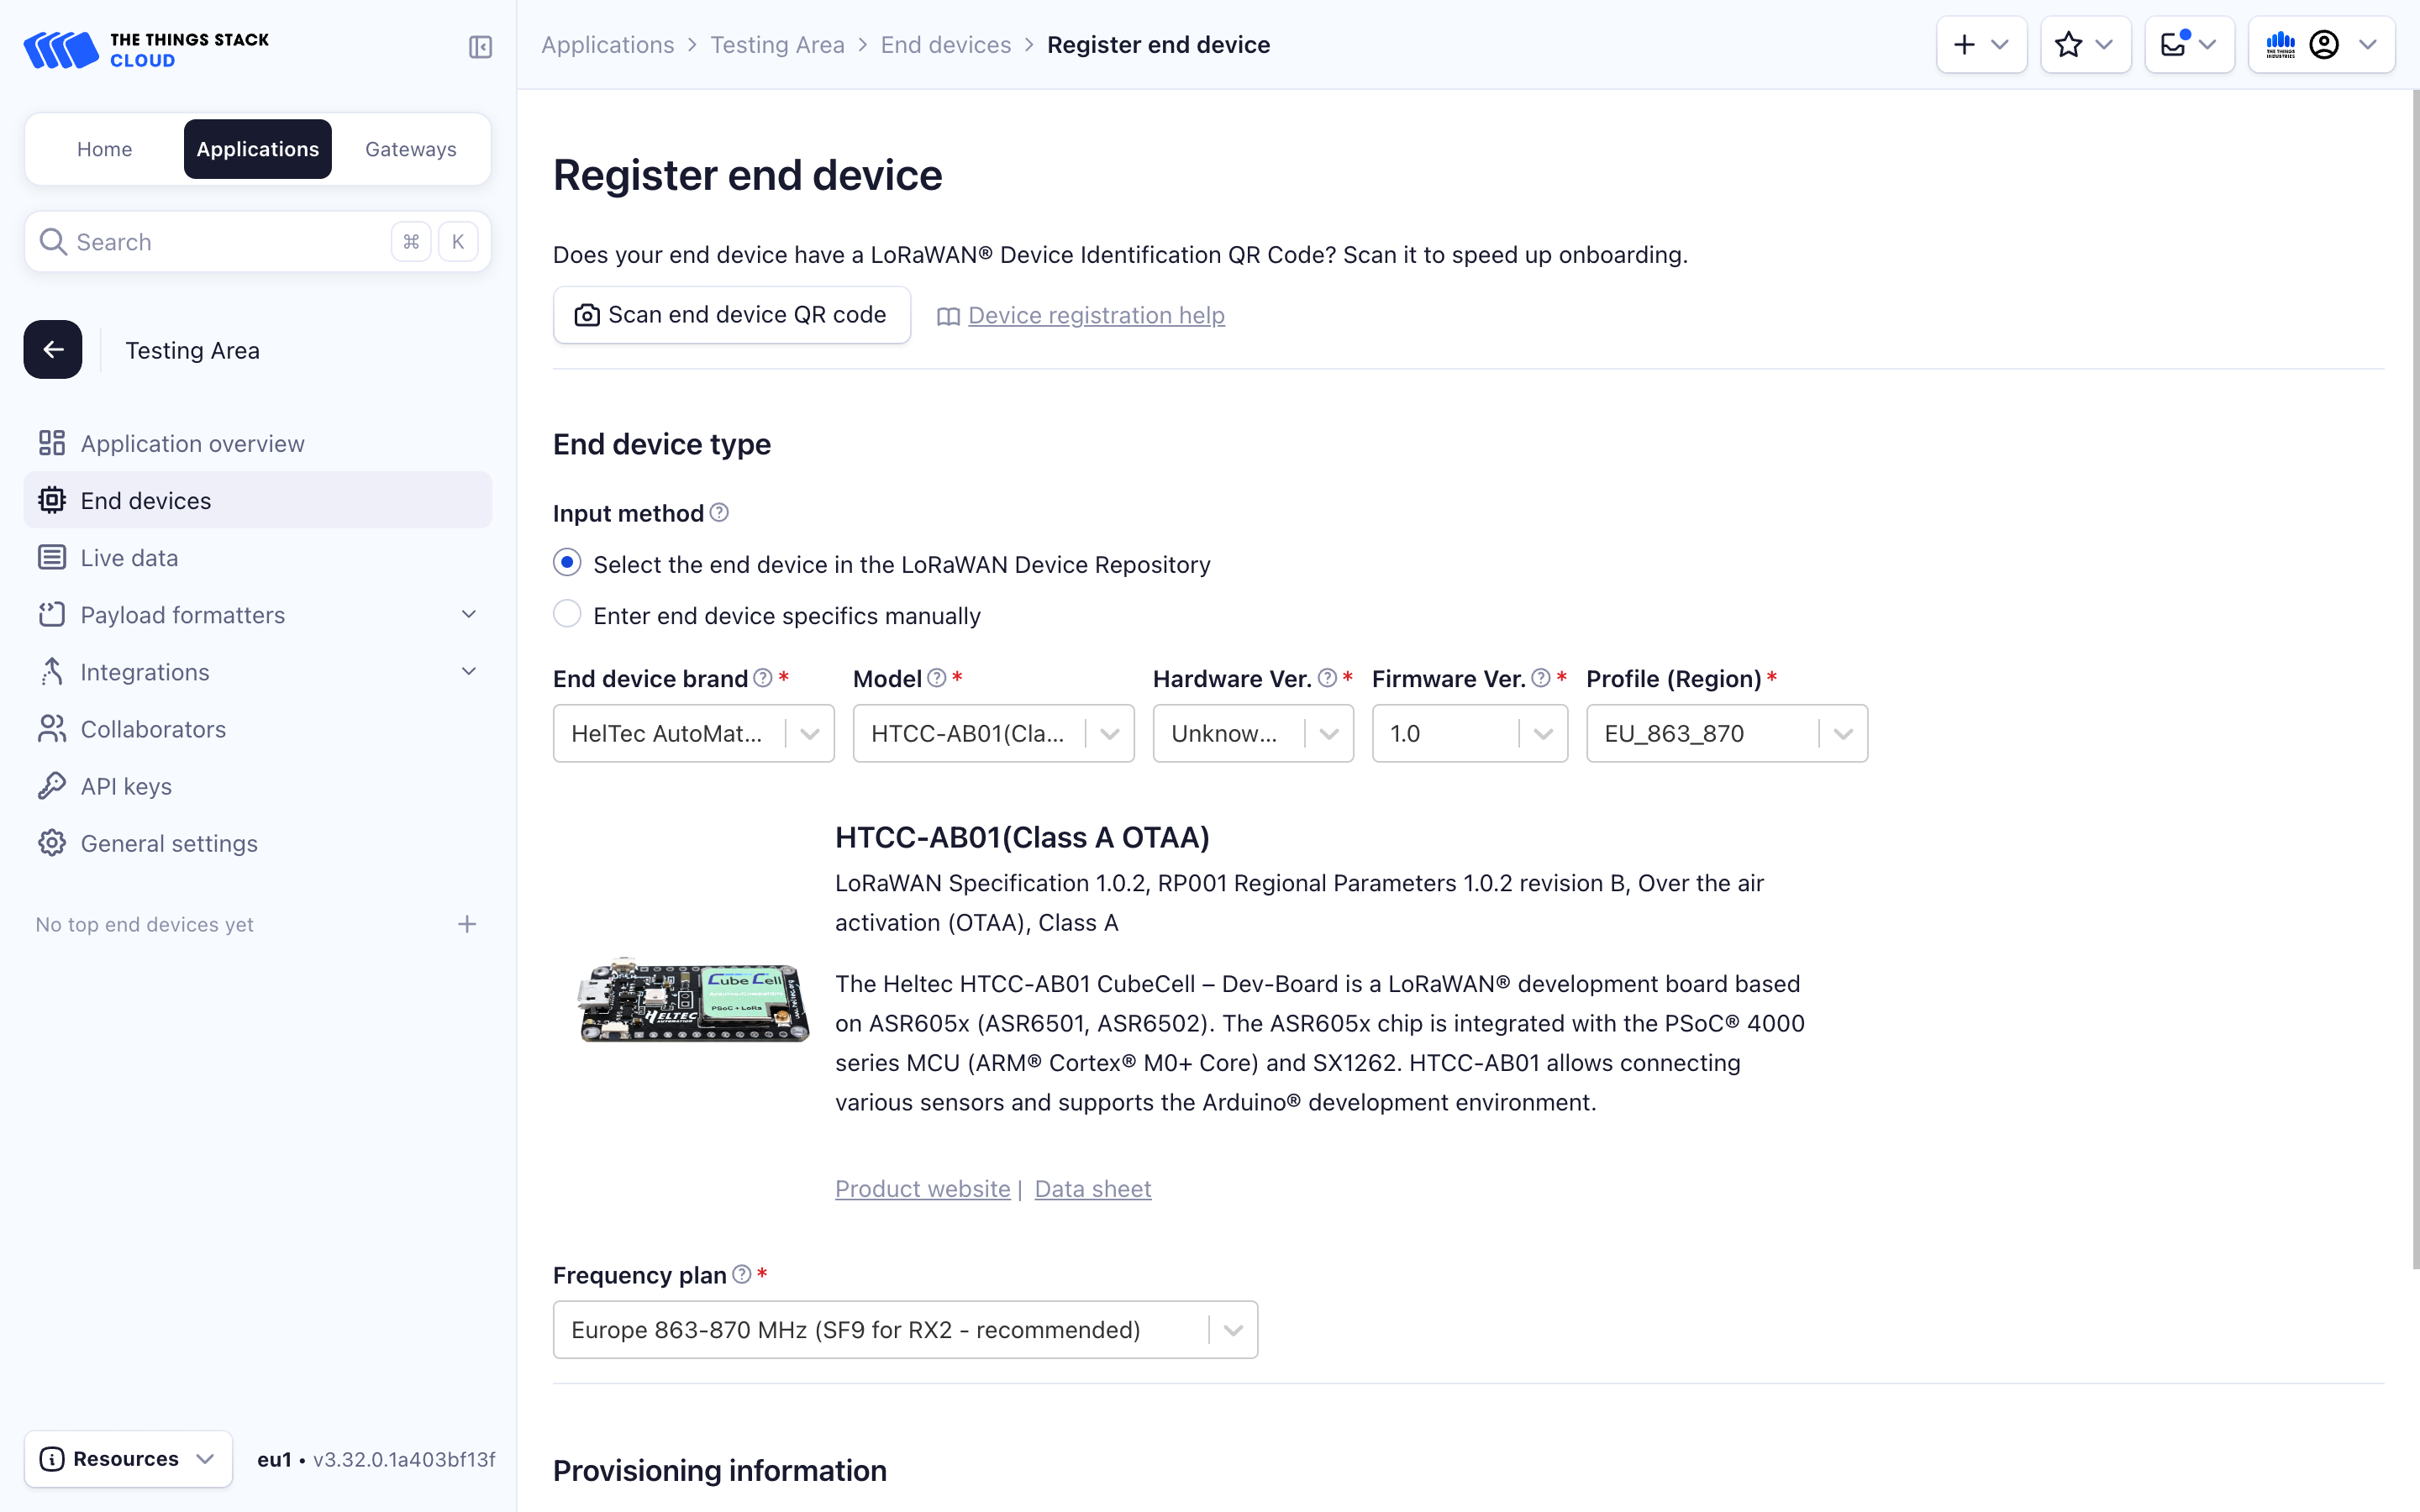 THE THINGS STACK
CLOUD
Applications > Testing Area > End devices > Register end device
THE THINGS
INDUSTRIES
Home
Applications
Gateways
Search
⌘ K
Testing Area
Application overview
End devices
Live data
Payload formatters
Integrations
Collaborators
API keys
General settings
No top end devices yet
Resources
eu1 • v3.32.0.1a403bf13f
Register end device
Does your end device have a LoRaWAN® Device Identification QR Code? Scan it to speed up onboarding.
Scan end device QR code
Device registration help
End device type
Input method
Select the end device in the LoRaWAN Device Repository
Enter end device specifics manually
End device brand *
Model *
Hardware Ver. *
Firmware Ver. *
Profile (Region) *
HelTec AutoMat...
HTCC-AB01(Cla...
Unknow...
1.0
EU_863_870
HTCC-AB01(Class A OTAA)
LoRaWAN Specification 1.0.2, RP001 Regional Parameters 1.0.2 revision B, Over the air
activation (OTAA), Class A
Cube Cell
PSoC + LoRa
HELTEC
The Heltec HTCC-AB01 CubeCell – Dev-Board is a LoRaWAN® development board based
on ASR605x (ASR6501, ASR6502). The ASR605x chip is integrated with the PSoC® 4000
series MCU (ARM® Cortex® M0+ Core) and SX1262. HTCC-AB01 allows connecting
various sensors and supports the Arduino® development environment.
Product website | Data sheet
Frequency plan *
Europe 863-870 MHz (SF9 for RX2 - recommended)
Provisioning information